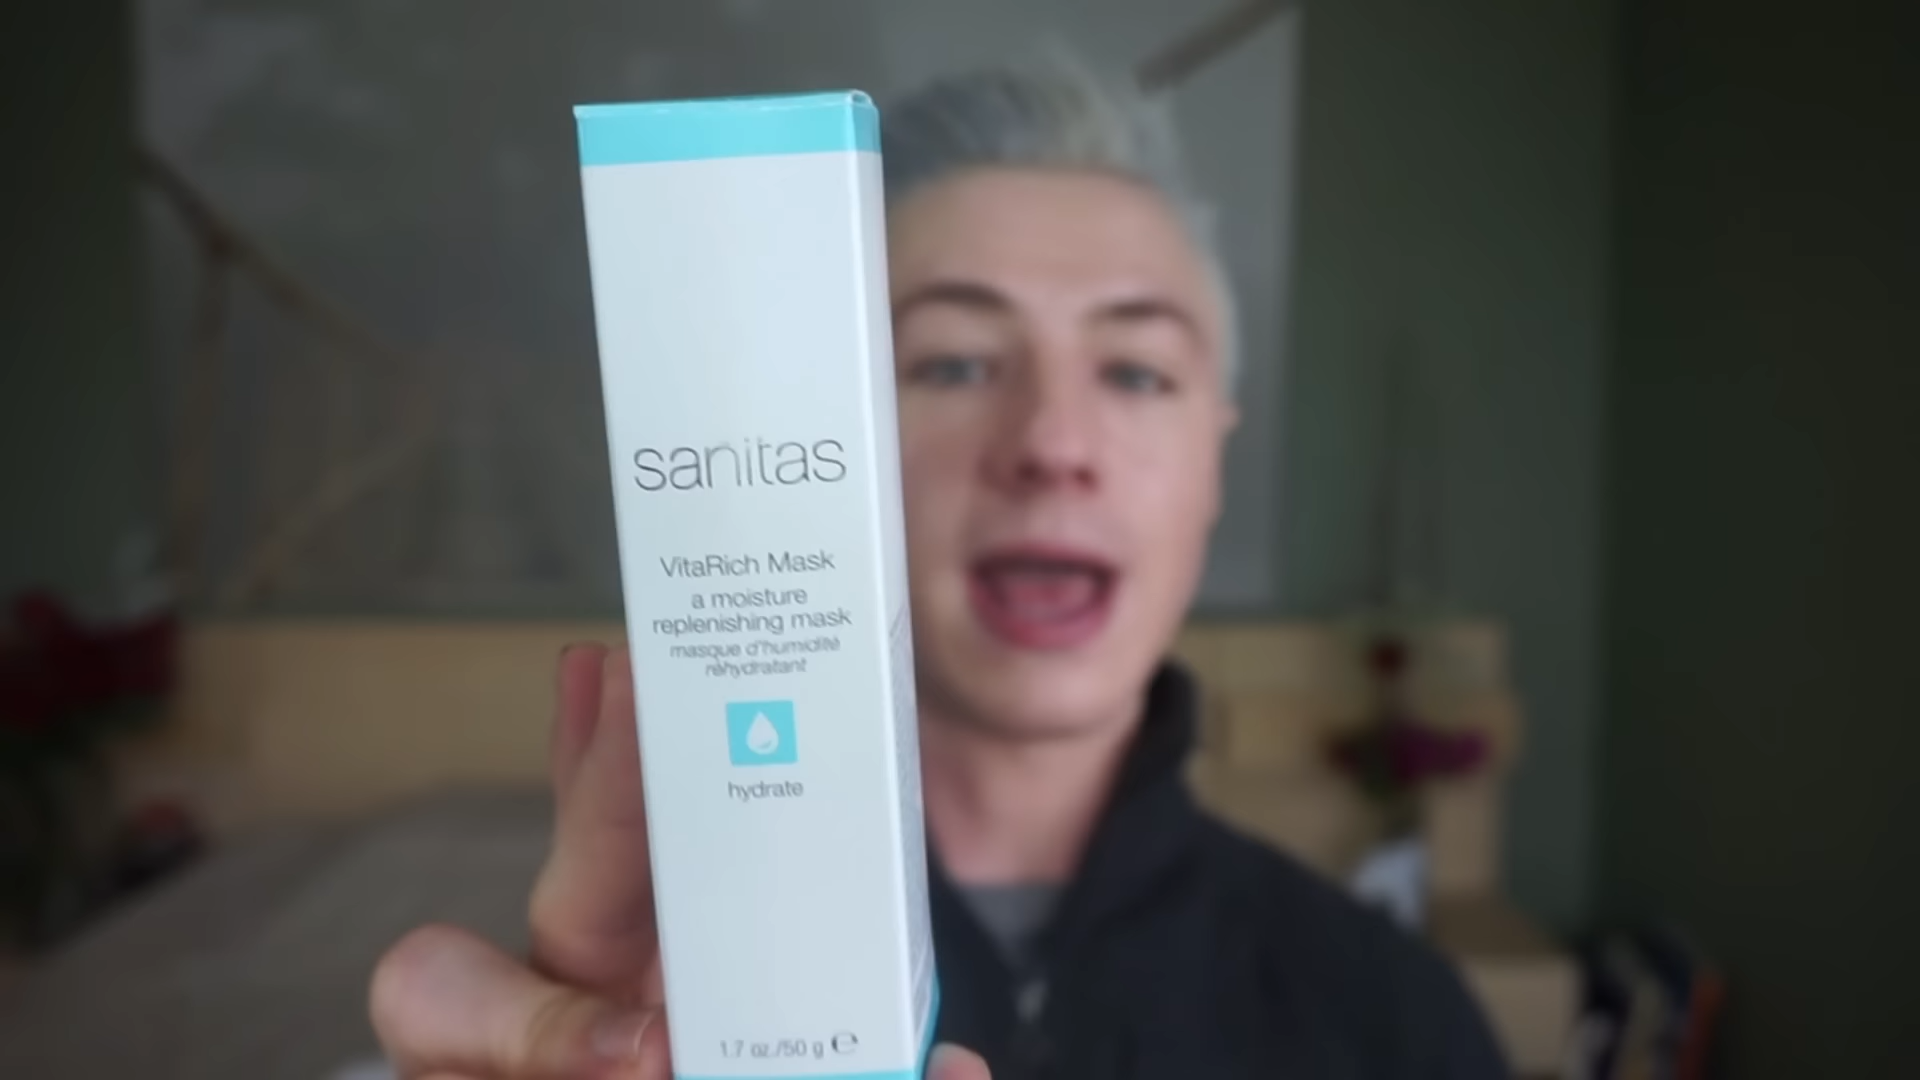 sanitas
VitaRich Mask
a moisture
replenishing mask
masque d'humidité
réhydratant
hydrate
1.7 oz./50 g ℮